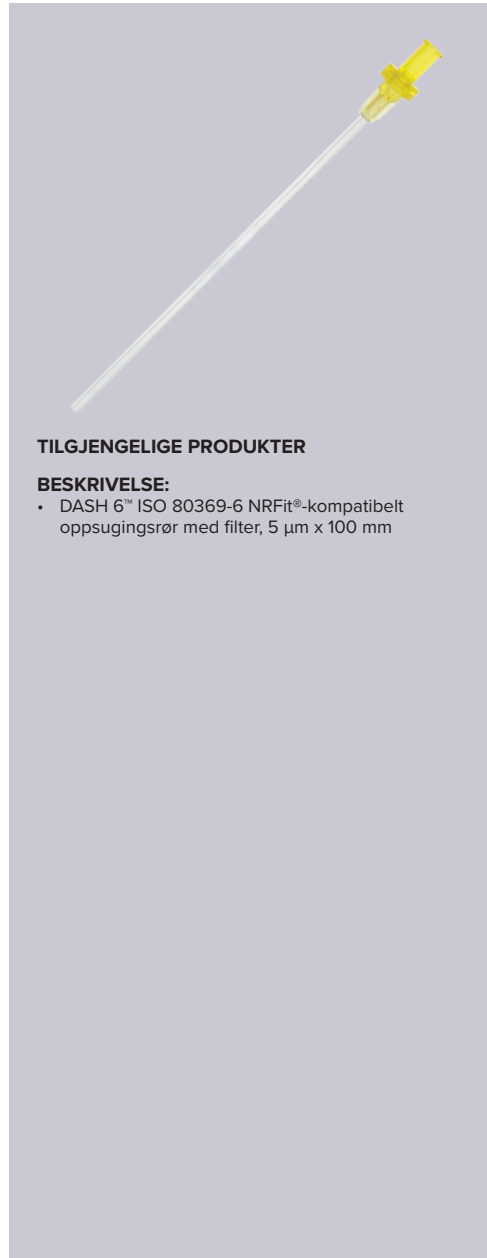 TILGJENGELIGE PRODUKTER
BESKRIVELSE:
• DASH 6™ ISO 80369-6 NRFit®-kompatibelt
oppsugingsrør med filter, 5 µm x 100 mm